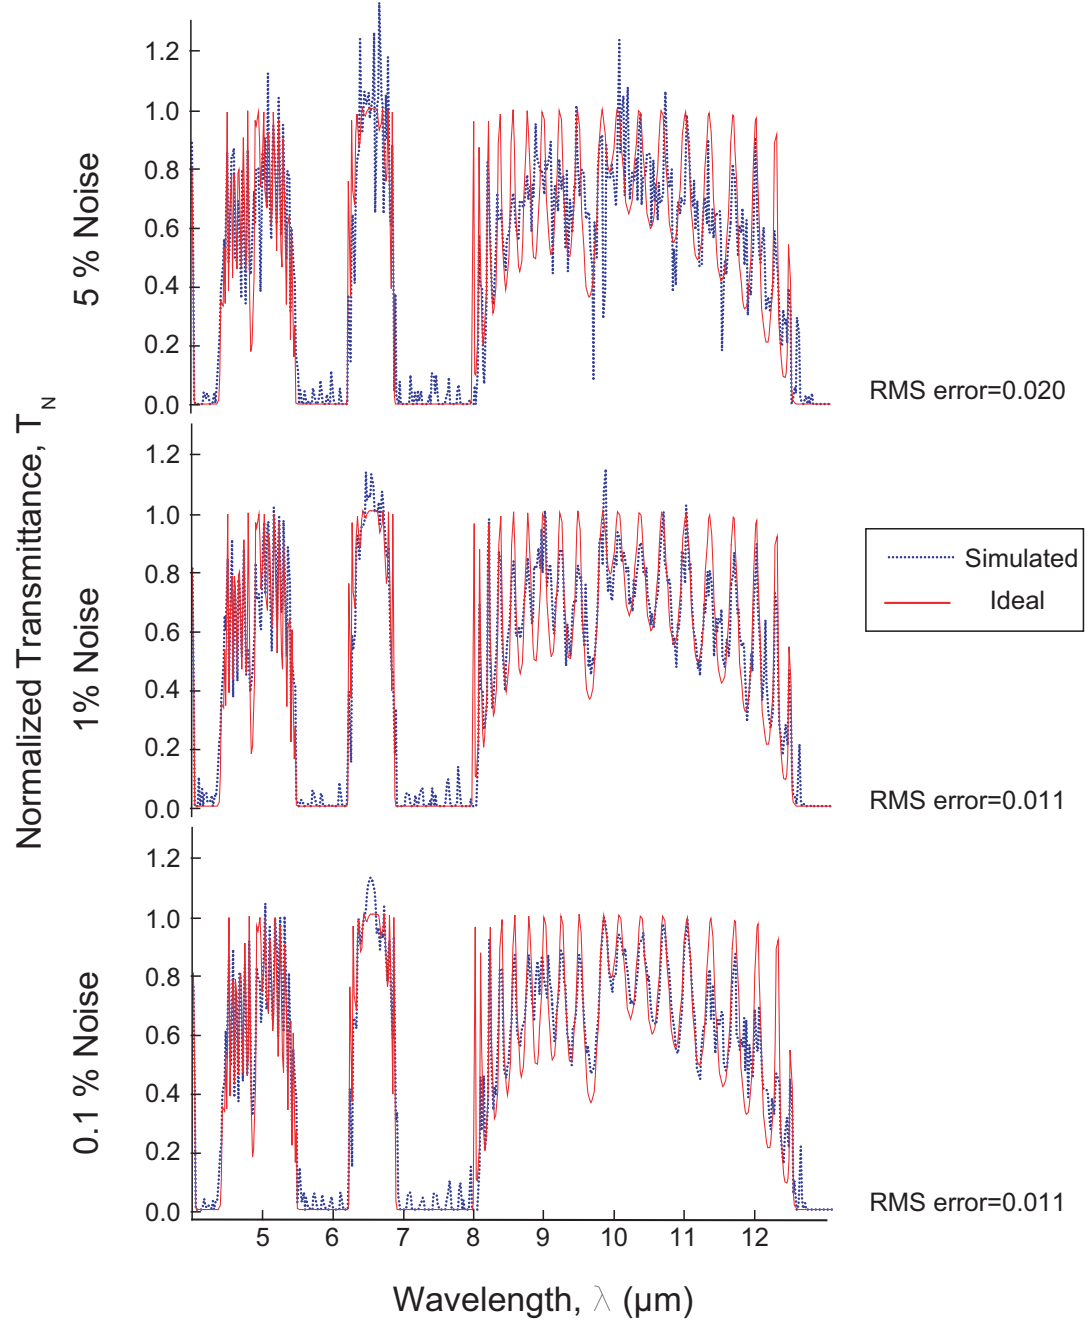 Normalized Transmittance, T_N
5 % Noise
1.2
1.0
0.8
0.6
0.4
0.2
0.0
RMS error=0.020
1% Noise
1.2
1.0
0.8
0.6
0.4
0.2
0.0
Simulated
Ideal
RMS error=0.011
0.1 % Noise
1.2
1.0
0.8
0.6
0.4
0.2
0.0
RMS error=0.011
5 6 7 8 9 10 11 12
Wavelength, λ (µm)